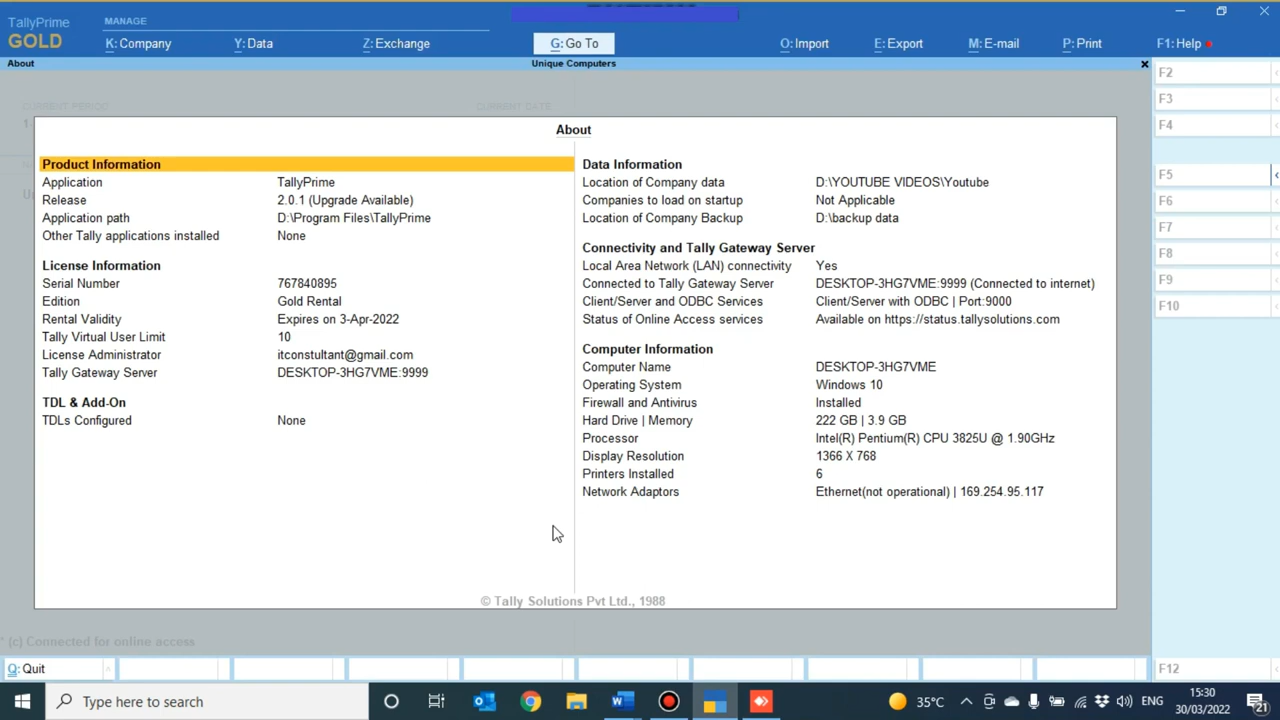 TallyPrime
GOLD
MANAGE
K: Company
Y: Data
Z: Exchange
G: Go To
O: Import
E: Export
M: E-mail
P: Print
F1: Help
About
Unique Computers
×
CURRENT PERIOD
CURRENT DATE
1
About
Product Information
Application TallyPrime
Release 2.0.1 (Upgrade Available)
Application path D:\Program Files\TallyPrime
Other Tally applications installed None
License Information
Serial Number 767840895
Edition Gold Rental
Rental Validity Expires on 3-Apr-2022
Tally Virtual User Limit 10
License Administrator itconstultant@gmail.com
Tally Gateway Server DESKTOP-3HG7VME:9999
TDL & Add-On
TDLs Configured None
Data Information
Location of Company data D:\YOUTUBE VIDEOS\Youtube
Companies to load on startup Not Applicable
Location of Company Backup D:\backup data
Connectivity and Tally Gateway Server
Local Area Network (LAN) connectivity Yes
Connected to Tally Gateway Server DESKTOP-3HG7VME:9999 (Connected to internet)
Client/Server and ODBC Services Client/Server with ODBC | Port:9000
Status of Online Access services Available on https://status.tallysolutions.com
Computer Information
Computer Name DESKTOP-3HG7VME
Operating System Windows 10
Firewall and Antivirus Installed
Hard Drive | Memory 222 GB | 3.9 GB
Processor Intel(R) Pentium(R) CPU 3825U @ 1.90GHz
Display Resolution 1366 X 768
Printers Installed 6
Network Adaptors Ethernet(not operational) | 169.254.95.117
© Tally Solutions Pvt Ltd., 1988
* (c) Connected for online access
Q: Quit
F2
F3
F4
F5
F6
F7
F8
F9
F10
F12
Type here to search
35°C
ENG
15:30
30/03/2022
21